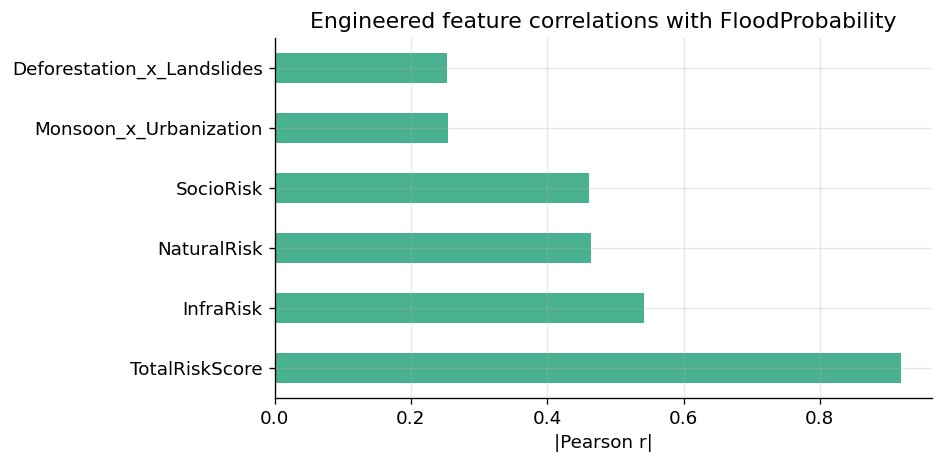 Engineered feature correlations with FloodProbability
Deforestation_x_Landslides
Monsoon_x_Urbanization
SocioRisk
NaturalRisk
InfraRisk
TotalRiskScore
0.0 0.2 0.4 0.6 0.8
|Pearson r|